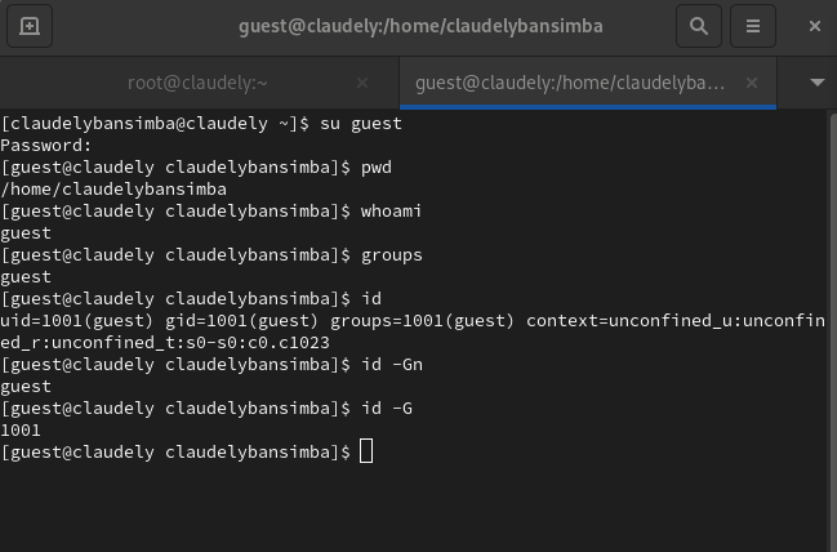 guest@claudely:/home/claudelybansimba
root@claudely:~
guest@claudely:/home/claudelyba…
[claudelybansimba@claudely ~]$ su guest
Password:
[guest@claudely claudelybansimba]$ pwd
/home/claudelybansimba
[guest@claudely claudelybansimba]$ whoami
guest
[guest@claudely claudelybansimba]$ groups
guest
[guest@claudely claudelybansimba]$ id
uid=1001(guest) gid=1001(guest) groups=1001(guest) context=unconfined_u:unconfin
ed_r:unconfined_t:s0-s0:c0.c1023
[guest@claudely claudelybansimba]$ id -Gn
guest
[guest@claudely claudelybansimba]$ id -G
1001
[guest@claudely claudelybansimba]$